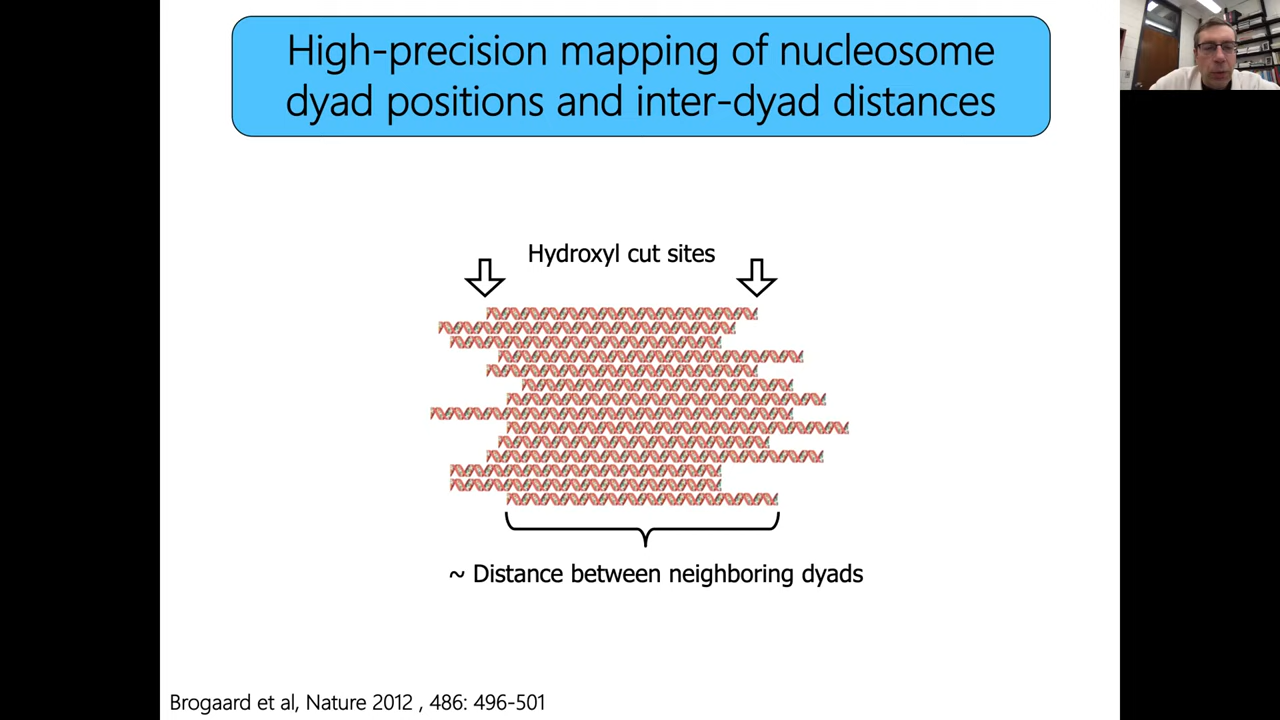 High-precision mapping of nucleosome
dyad positions and inter-dyad distances
Hydroxyl cut sites
~ Distance between neighboring dyads
Brogaard et al, Nature 2012 , 486: 496-501